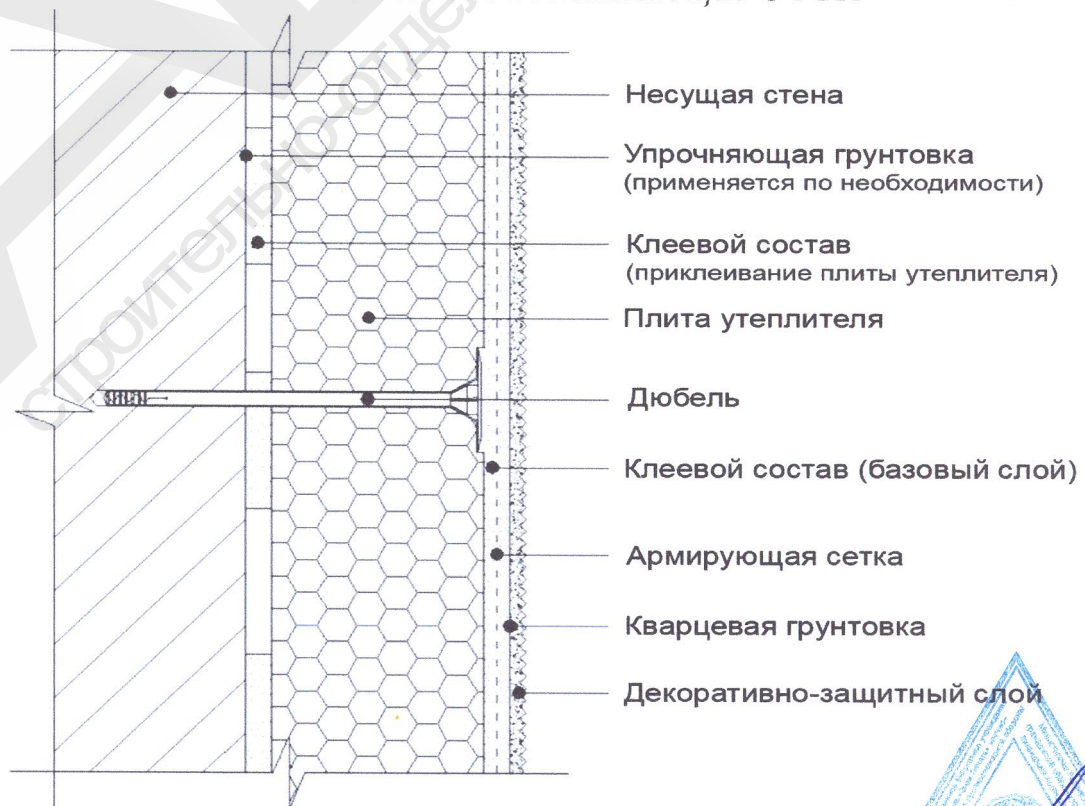 Несущая стена
Упрочняющая грунтовка
(применяется по необходимости)
Клеевой состав
(приклеивание плиты утеплителя)
Плита утеплителя
Дюбель
Клеевой состав (базовый слой)
Армирующая сетка
Кварцевая грунтовка
Декоративно-защитный слой